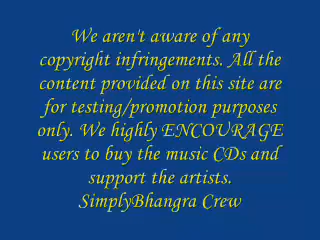 We aren't aware of any
copyright infringements. All the
content provided on this site are
for testing/promotion purposes
only. We highly ENCOURAGE
users to buy the music CDs and
support the artists.
SimplyBhangra Crew